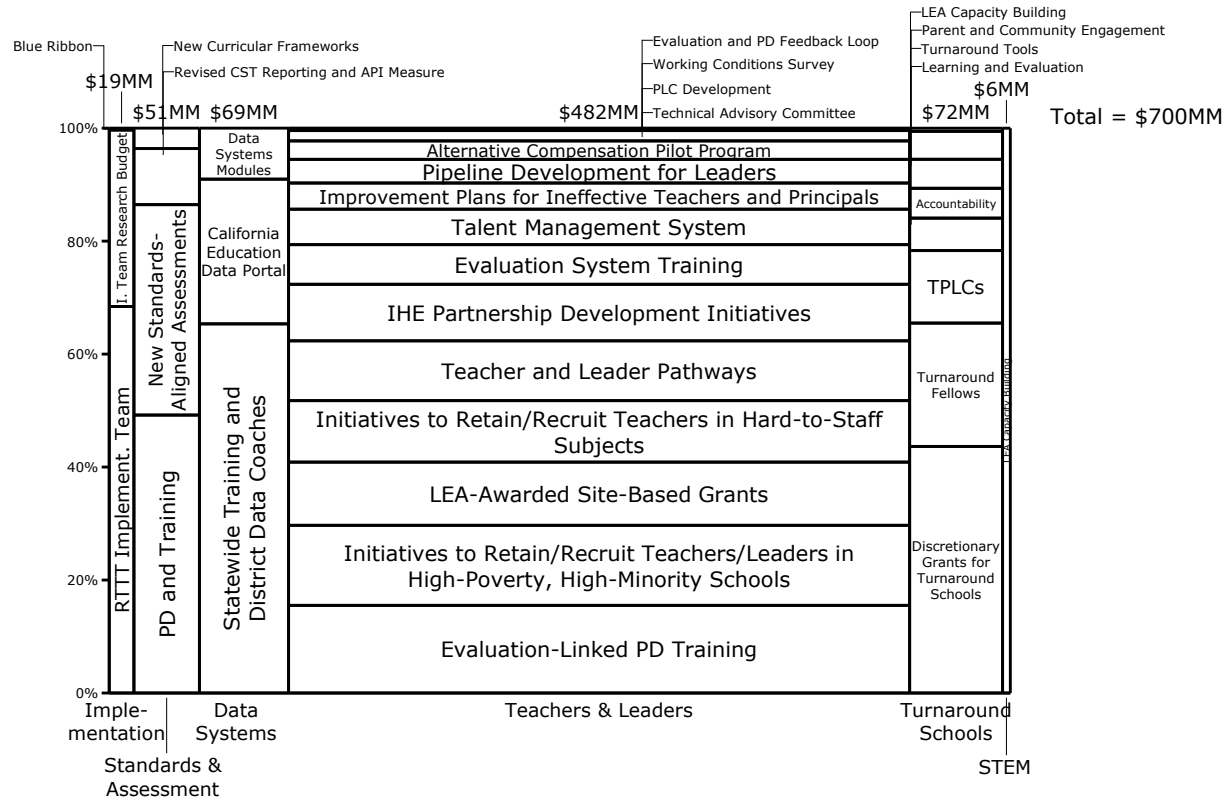 LEA Capacity Building
Parent and Community Engagement
Turnaround Tools
Learning and Evaluation
Evaluation and PD Feedback Loop
Working Conditions Survey
PLC Development
Technical Advisory Committee
Blue Ribbon
New Curricular Frameworks
Revised CST Reporting and API Measure
$19MM
$51MM
$69MM
$482MM
$72MM
$6MM
Total = $700MM
100%
80%
60%
40%
20%
0%
I. Team Research Budget
RTTT Implement. Team
New Standards-
Aligned Assessments
PD and Training
Data
Systems
Modules
California
Education
Data Portal
Statewide Training and
District Data Coaches
Alternative Compensation Pilot Program
Pipeline Development for Leaders
Improvement Plans for Ineffective Teachers and Principals
Talent Management System
Evaluation System Training
IHE Partnership Development Initiatives
Teacher and Leader Pathways
Initiatives to Retain/Recruit Teachers in Hard-to-Staff
Subjects
LEA-Awarded Site-Based Grants
Initiatives to Retain/Recruit Teachers/Leaders in
High-Poverty, High-Minority Schools
Evaluation-Linked PD Training
Accountability
TPLCs
Turnaround
Fellows
Discretionary
Grants for
Turnaround
Schools
LEA Capacity Building
Imple-
mentation
Standards &
Assessment
Data
Systems
Teachers & Leaders
Turnaround
Schools
STEM